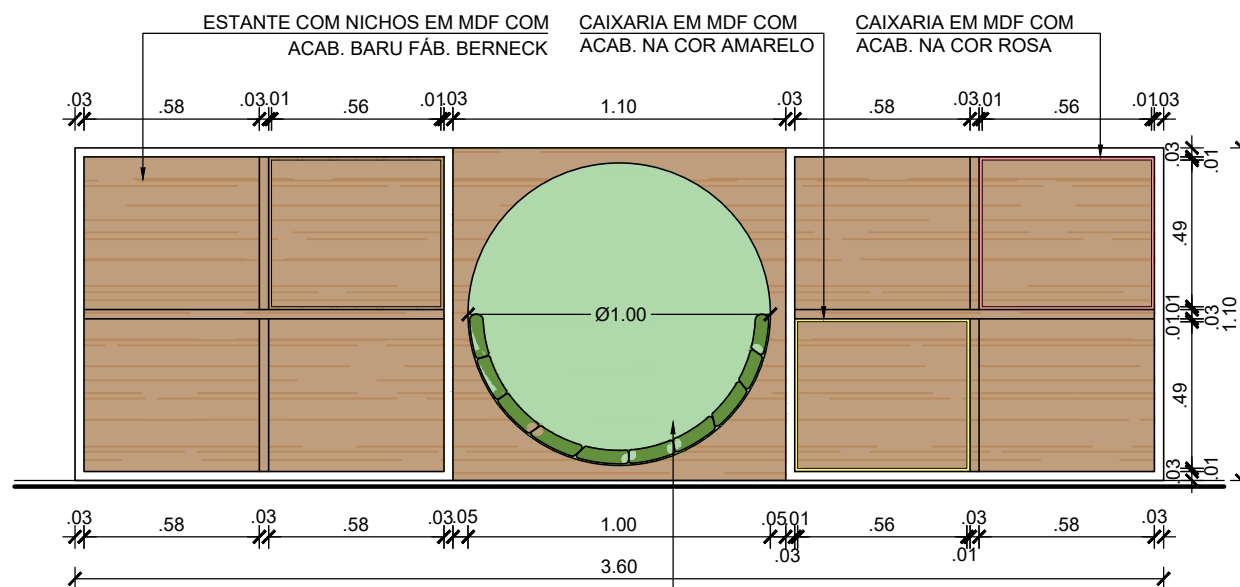 ESTANTE COM NICHOS EM MDF COM
ACAB. BARU FÁB. BERNECK
CAIXARIA EM MDF COM
ACAB. NA COR AMARELO
CAIXARIA EM MDF COM
ACAB. NA COR ROSA
.03 .58 .03 .01 .56 .01 .03 1.10 .03 .58 .03 .01 .56 .01 .03
.03
.01
.49
.01
.03
.01
.49
.03
.01
1.10
Ø1.00
.03 .58 .03 .58 .03 .05 1.00 .05 .01 .56 .03 .58 .03
.03 .01
3.60